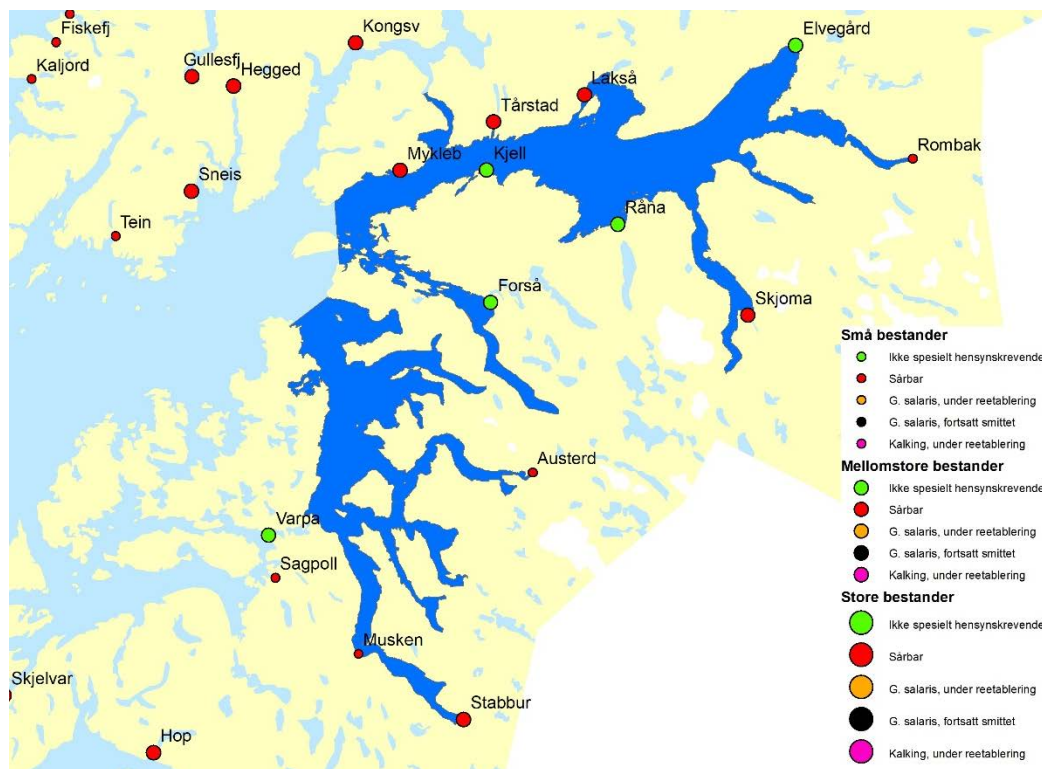 Fiskefj
Kongsv
Elvegård
Kaljord
Gullesfj
Hegged
Lakså
Tårstad
Rombak
Mykleb
Kjell
Sneis
Råna
Tein
Forså
Skjoma
Austerd
Varpa
Sagpoll
Musken
Skjelvar
Stabbur
Hop
Små bestander
Ikke spesielt hensynskrevende
Sårbar
G. salaris, under reetablering
G. salaris, fortsatt smittet
Kalking, under reetablering
Mellomstore bestander
Ikke spesielt hensynskrevende
Sårbar
G. salaris, under reetablering
G. salaris, fortsatt smittet
Kalking, under reetablering
Store bestander
Ikke spesielt hensynskrevende
Sårbar
G. salaris, under reetablering
G. salaris, fortsatt smittet
Kalking, under reetablering